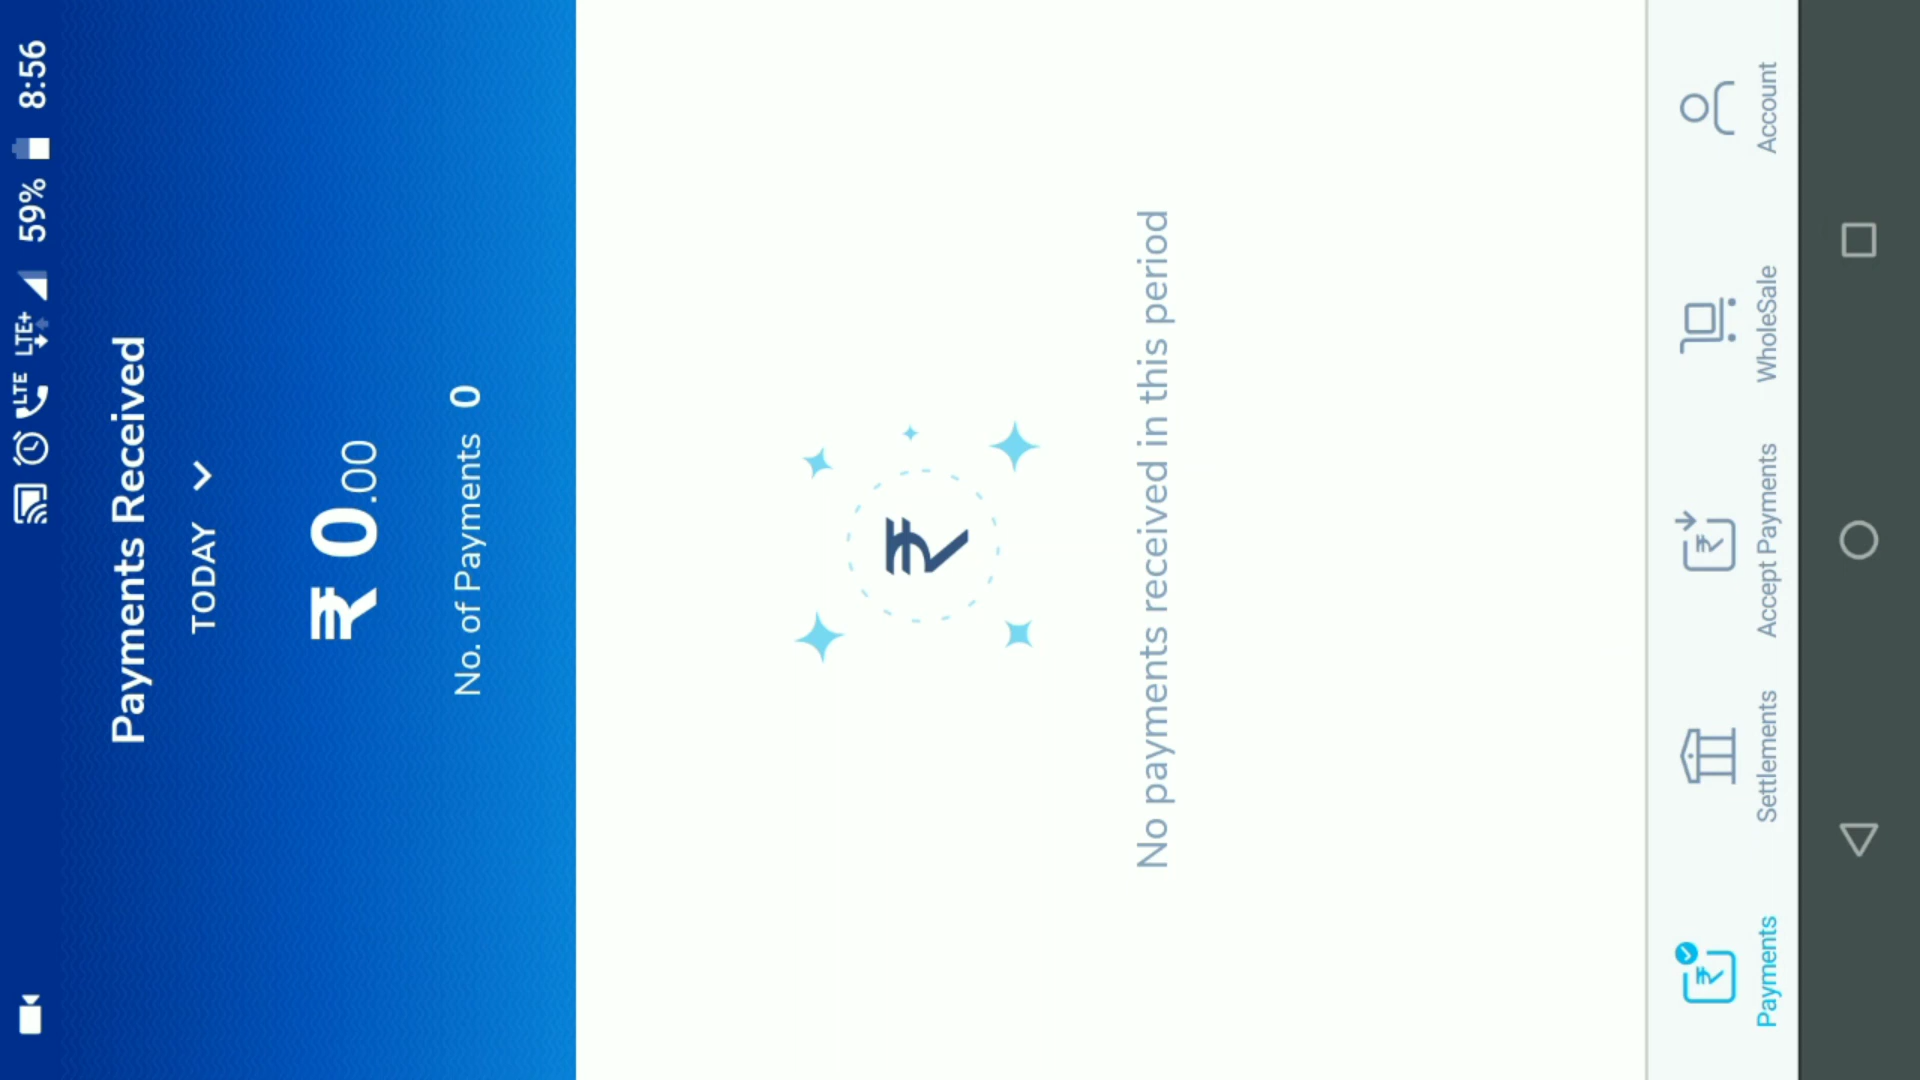 LTE LTE+ 59% 8:56
Payments Received
TODAY
₹ 0.00
No. of Payments 0
₹
No payments received in this period
Payments
Settlements
Accept Payments
WholeSale
Account